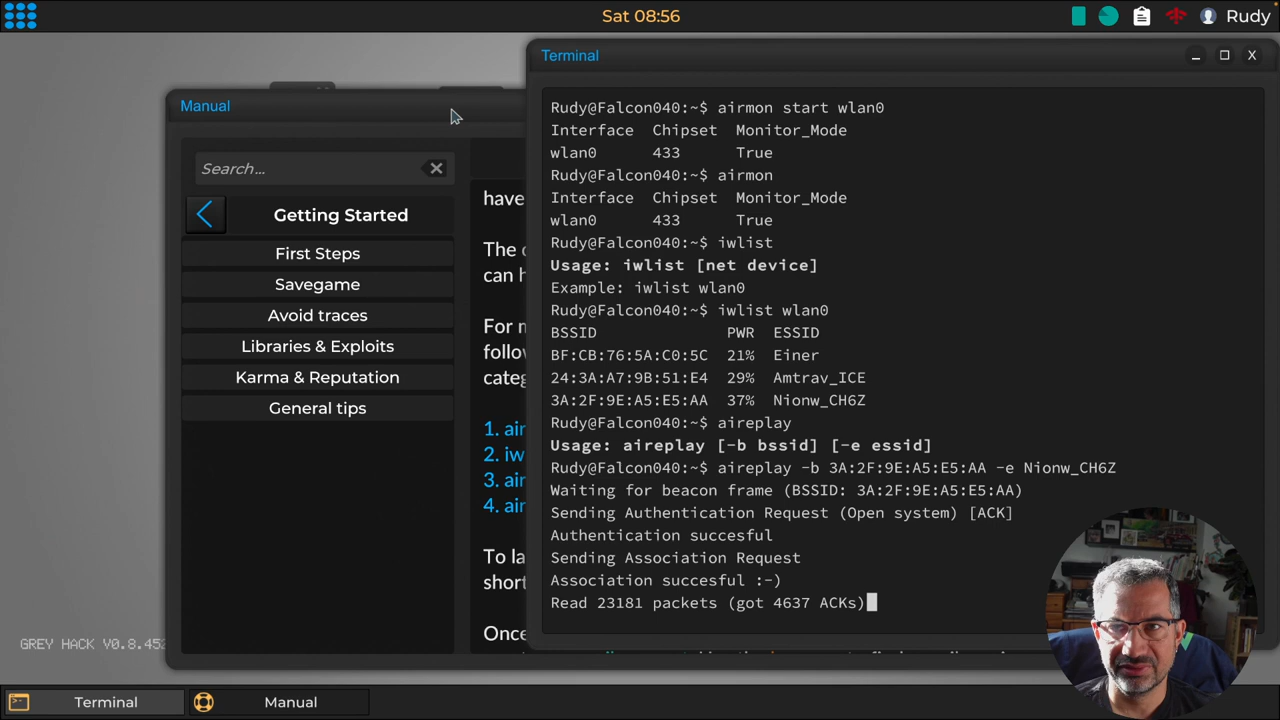 Sat 08:56
Rudy
Manual
Search...
Getting Started
First Steps
Savegame
Avoid traces
Libraries & Exploits
Karma & Reputation
General tips
have
The
can h
For
follow
categ
1. air
2. iw
3. air
4. air
To la
short
Once
Terminal
Rudy@Falcon040:~$ airmon start wlan0
Interface Chipset Monitor_Mode
wlan0 433 True
Rudy@Falcon040:~$ airmon
Interface Chipset Monitor_Mode
wlan0 433 True
Rudy@Falcon040:~$ iwlist
Usage: iwlist [net device]
Example: iwlist wlan0
Rudy@Falcon040:~$ iwlist wlan0
BSSID PWR ESSID
BF:CB:76:5A:C0:5C 21% Einer
24:3A:A7:9B:51:E4 29% Amtrav_ICE
3A:2F:9E:A5:E5:AA 37% Nionw_CH6Z
Rudy@Falcon040:~$ aireplay
Usage: aireplay [-b bssid] [-e essid]
Rudy@Falcon040:~$ aireplay -b 3A:2F:9E:A5:E5:AA -e Nionw_CH6Z
Waiting for beacon frame (BSSID: 3A:2F:9E:A5:E5:AA)
Sending Authentication Request (Open system) [ACK]
Authentication succesful
Sending Association Request
Association succesful :-)
Read 23181 packets (got 4637 ACKs)
GREY HACK V0.8.45
Terminal
Manual